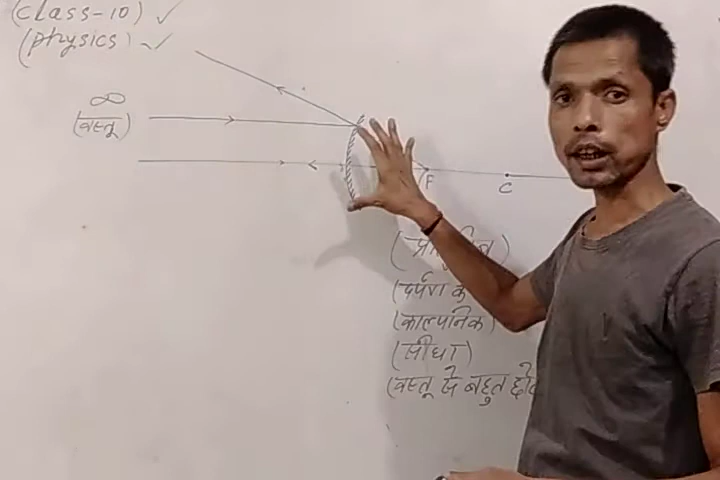 (class-10) ✓
(Physics) ✓
∞
(वस्तू)
F
C
(दर्पण के
(काल्पनिक)
(सीधा)
(वस्तू से बहुत